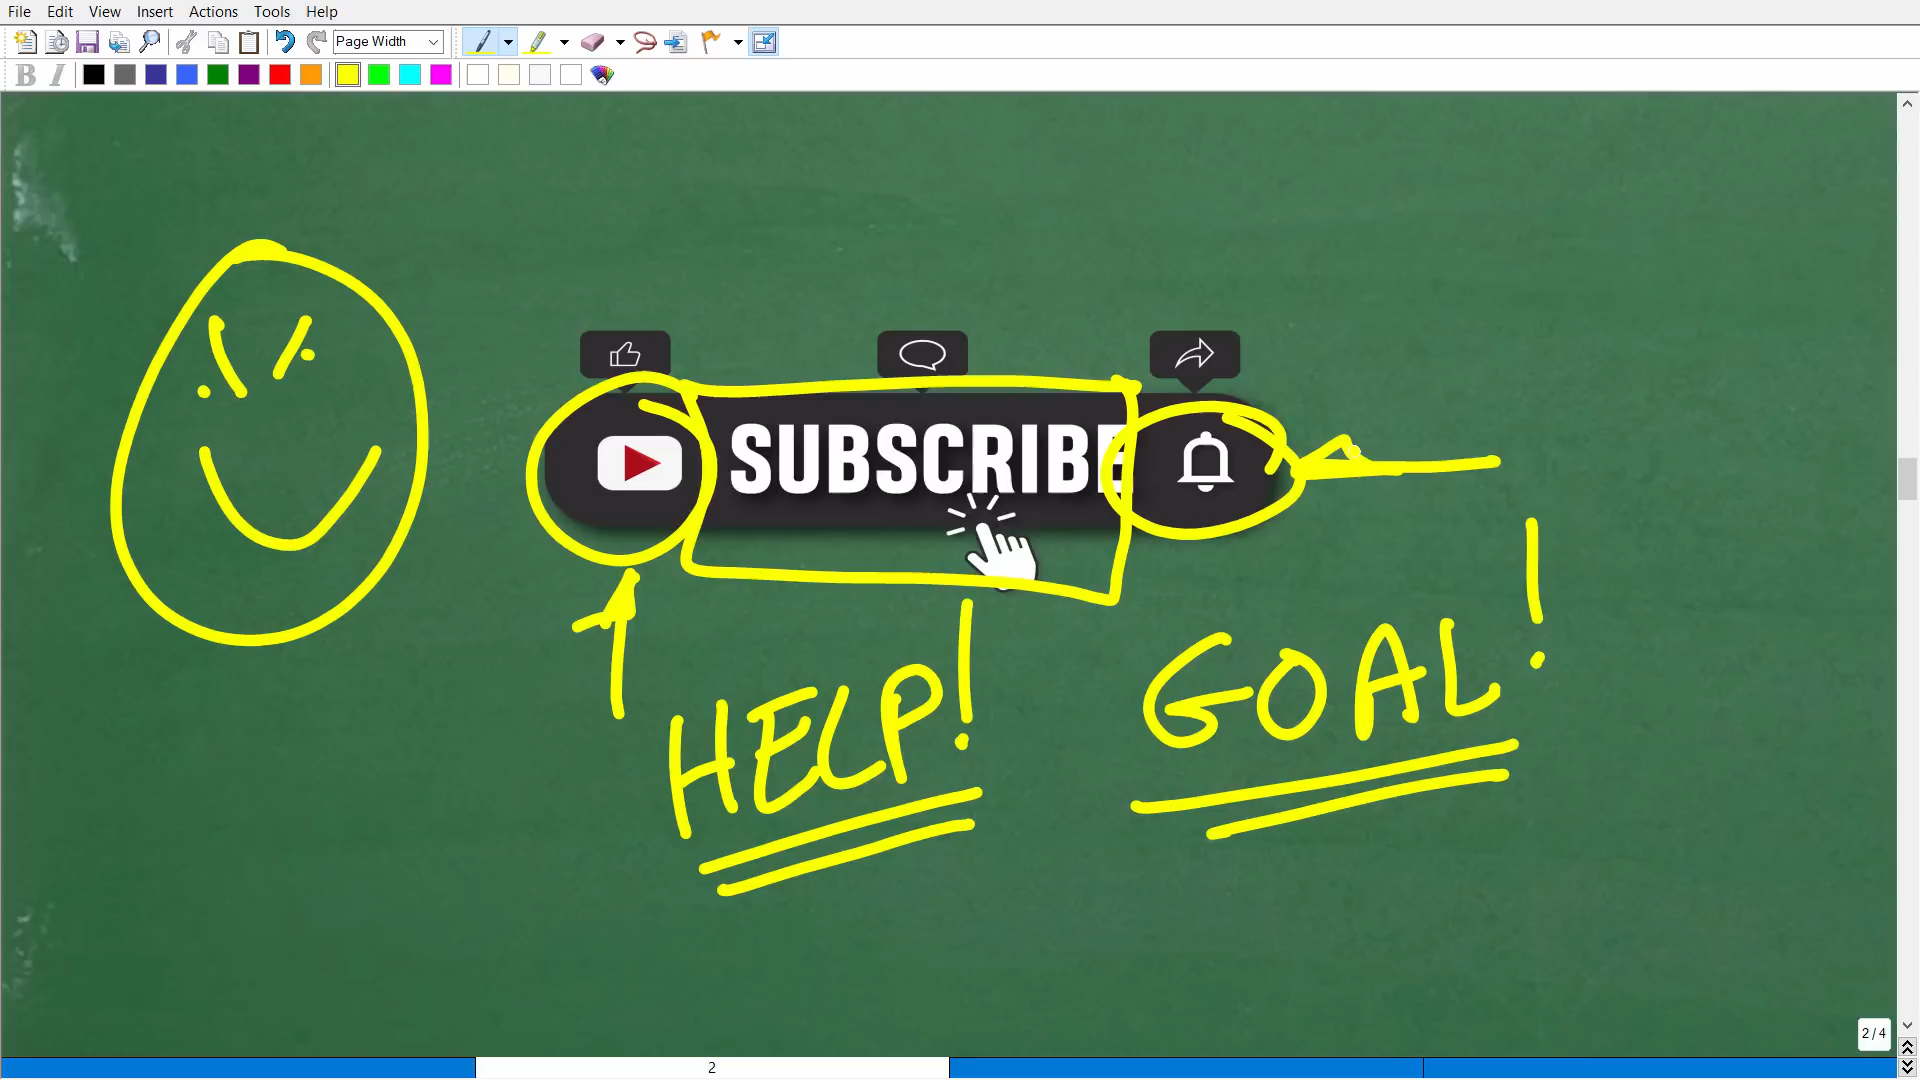 File Edit View Insert Actions Tools Help
Page Width
B I
SUBSCRIBE
HELP!
GOAL!
2 / 4
2